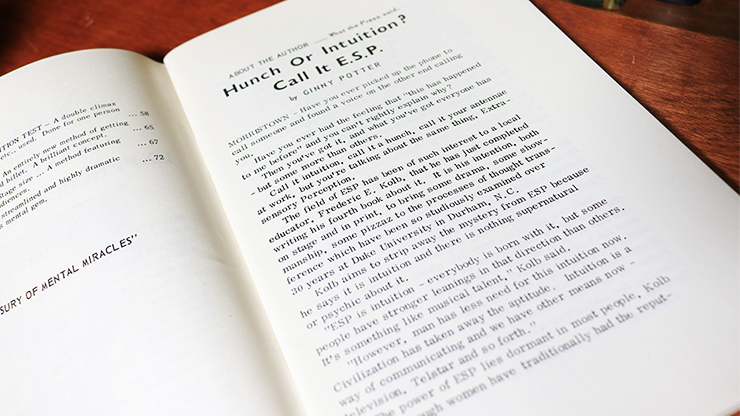 ITION TEST – A double climax
etc., used. Done for one person ... 58
An entirely new method of getting
billet. A brilliant concept. ... 65
size ... A method featuring
diences. ... 67
streamlined and highly dramatic
mental gem. ... 72
SURY OF MENTAL MIRACLES"
ABOUT THE AUTHOR — What the Press said.
Hunch Or Intuition?
Call It E.S.P.
by GINNY POTTER
MORRISTOWN – Have you ever picked up the phone to
call someone and found a voice on the other end calling
you,
"Have you ever had the feeling that "this has happened
to me before" and you can't rightly explain why?
Then you've got it, and what you've got everyone has
- but some more than others.
Call it intuition, call it a hunch, call it your antennae
at work, but you're talking about the same thing, Extra-
sensory Perception.
The field of ESP has been of such interest to a local
educator, Frederic E. Kolb, that he has just completed
writing his fourth book about it. It is his intention, both
on stage and in print, to bring some drama, some show-
manship, some pizzaz to the processes of thought trans-
ference which have been so studiously examined over
30 years at Duke University in Durham, N. C.
Kolb aims to strip away the mystery from ESP because
he says it is intuition and there is nothing supernatural
or psychic about it.
"ESP is intuition - everybody is born with it, but some
people have stronger leanings in that direction than others.
It's something like musical talent," Kolb said.
"However, man has less need for this intuition now.
Civilization has taken away the aptitude. Intuition is a
way of communicating and we have other means now -
television, Telstar and so forth."
The power of ESP lies dormant in most people, Kolb
ough women have traditionally had the reput-